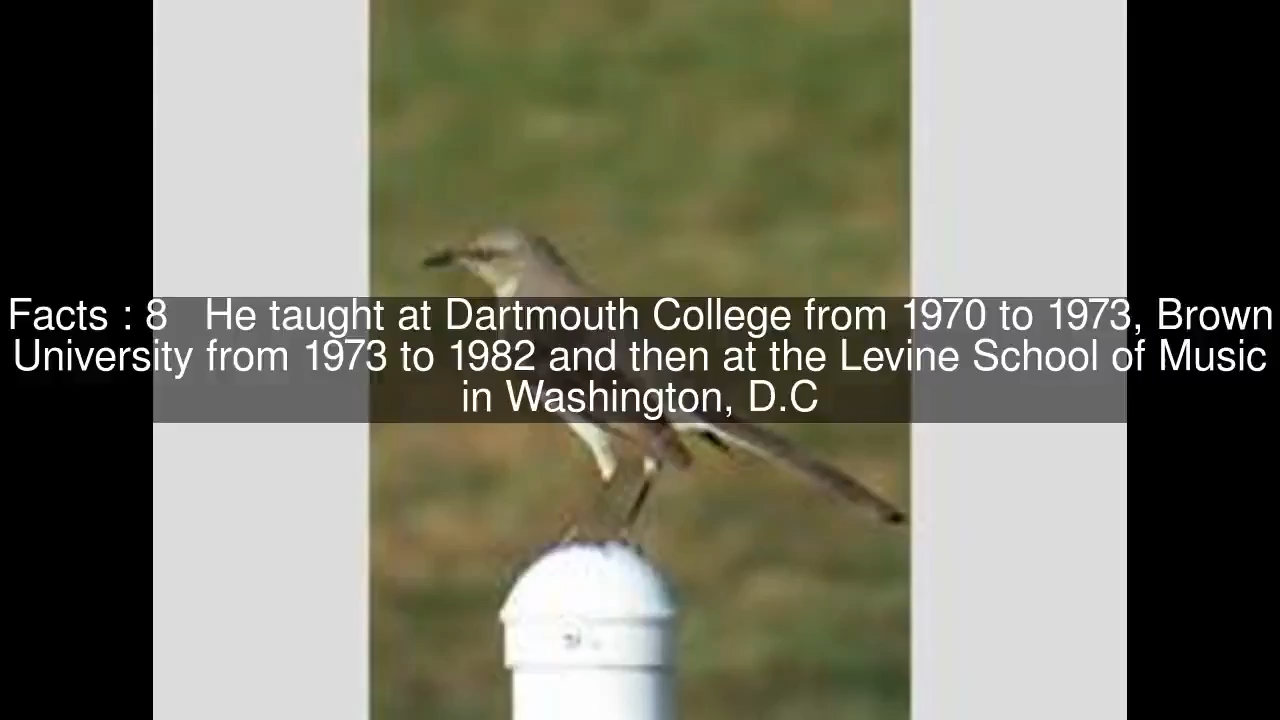 Facts : 8 He taught at Dartmouth College from 1970 to 1973, Brown
University from 1973 to 1982 and then at the Levine School of Music
in Washington, D.C